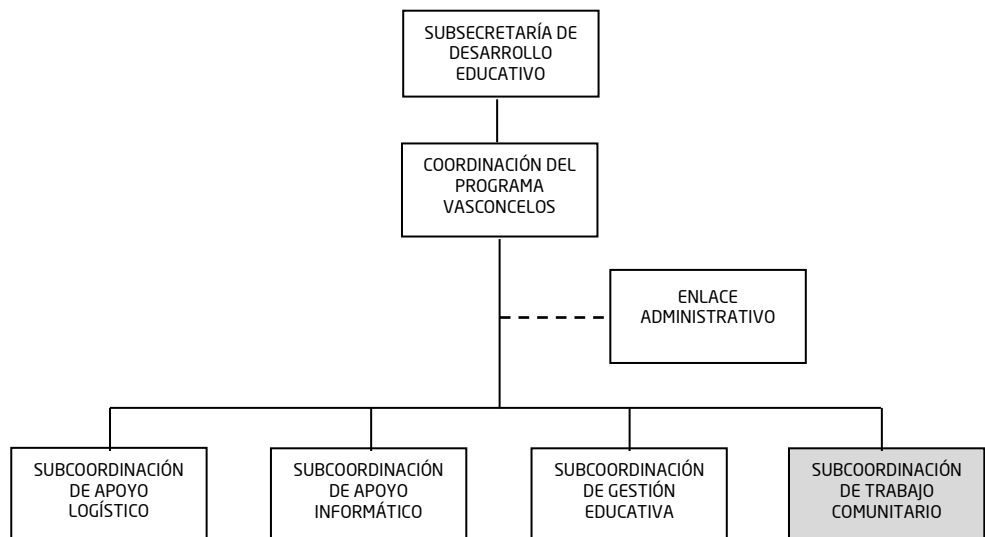 SUBSECRETARÍA DE
DESARROLLO
EDUCATIVO
COORDINACIÓN DEL
PROGRAMA
VASCONCELOS
ENLACE
ADMINISTRATIVO
SUBCOORDINACIÓN
DE APOYO
LOGÍSTICO
SUBCOORDINACIÓN
DE APOYO
INFORMÁTICO
SUBCOORDINACIÓN
DE GESTIÓN
EDUCATIVA
SUBCOORDINACIÓN
DE TRABAJO
COMUNITARIO